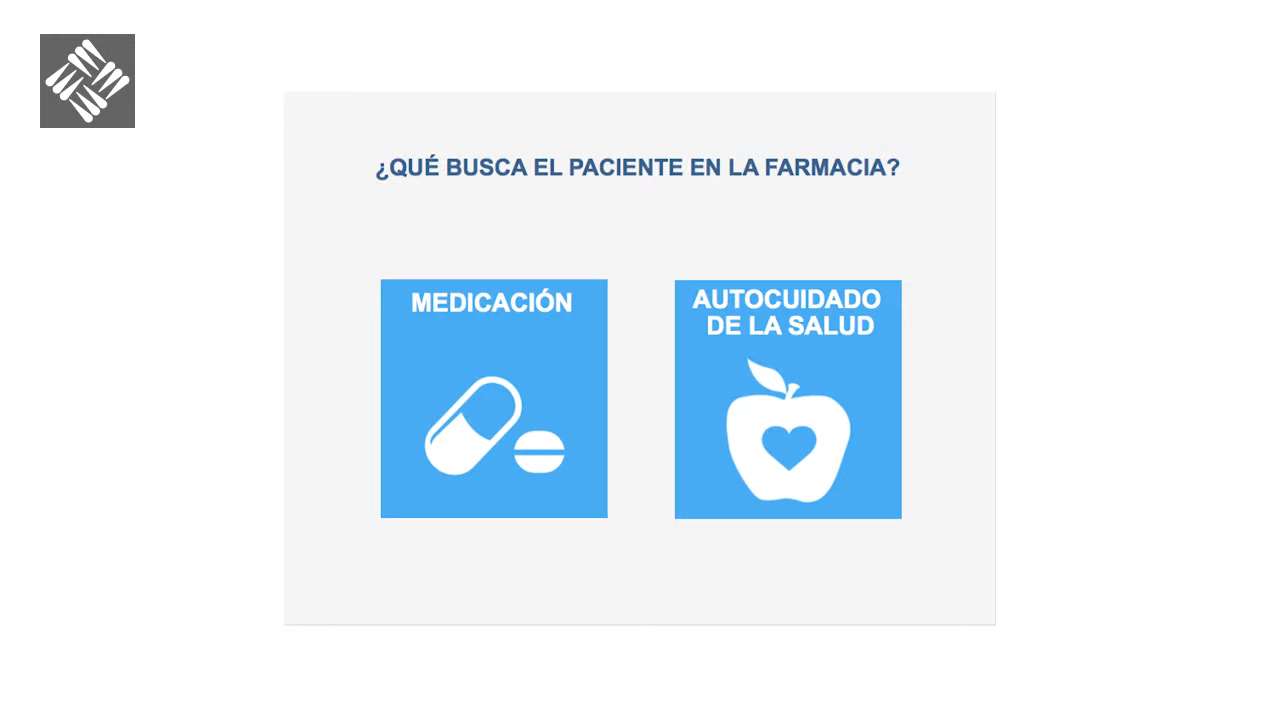 ¿QUÉ BUSCA EL PACIENTE EN LA FARMACIA?
MEDICACIÓN
AUTOCUIDADO
DE LA SALUD